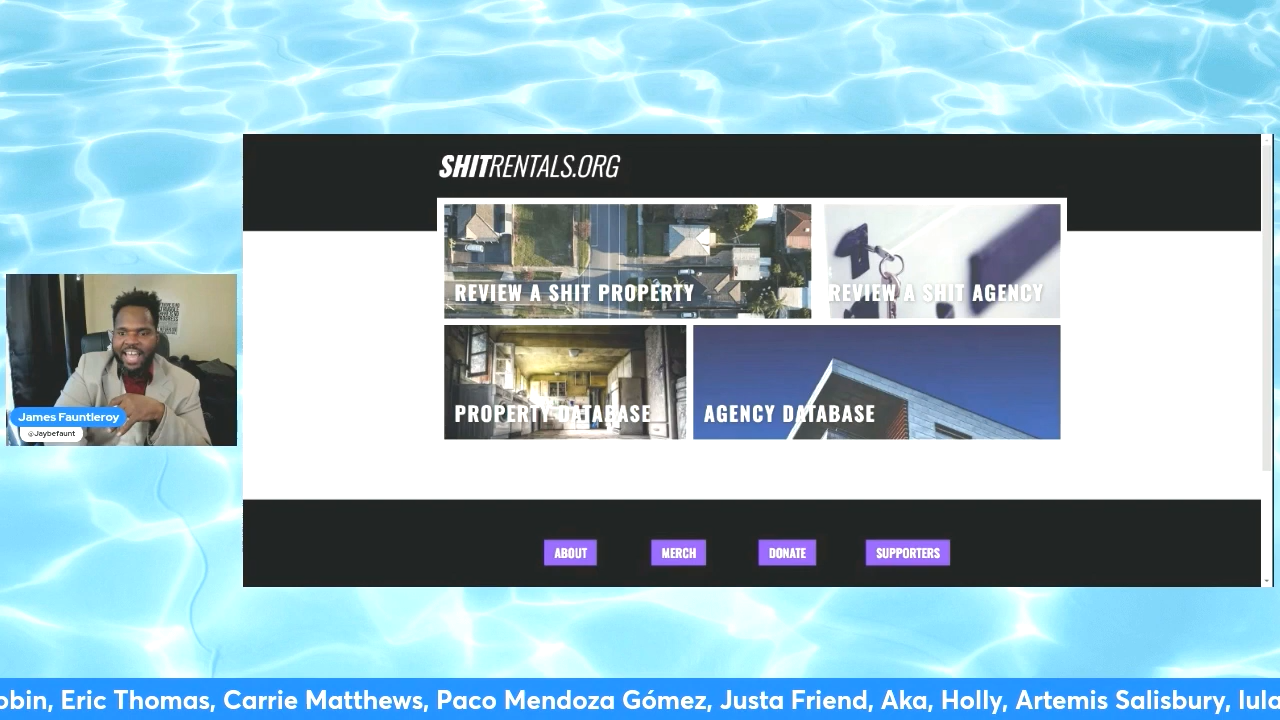 SHITRENTALS.ORG
REVIEW A SHIT PROPERTY
REVIEW A SHIT AGENCY
PROPERTY DATABASE
AGENCY DATABASE
James Fauntleroy
@Jaybefaunt
ABOUT
MERCH
DONATE
SUPPORTERS
obin, Eric Thomas, Carrie Matthews, Paco Mendoza Gómez, Justa Friend, Aka, Holly, Artemis Salisbury, lulo